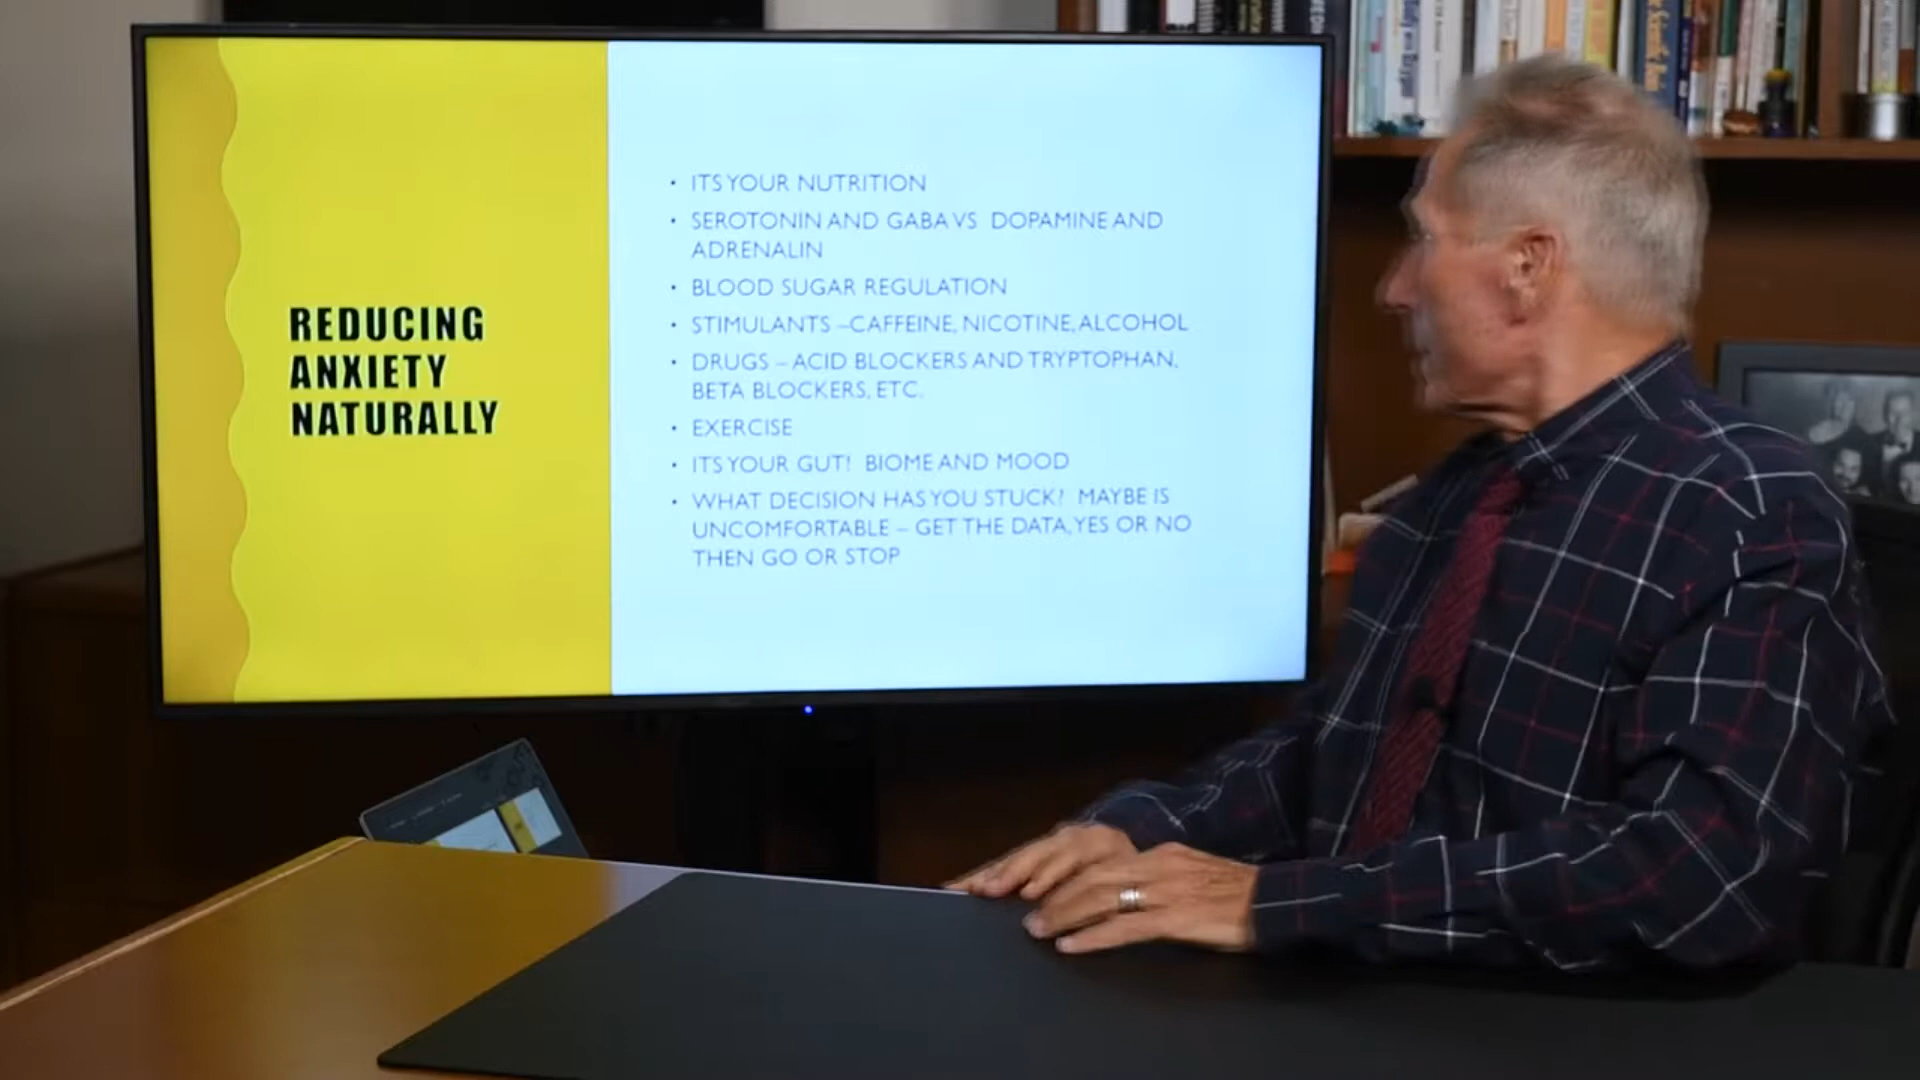 REDUCING
ANXIETY
NATURALLY
• ITS YOUR NUTRITION
• SEROTONIN AND GABA VS DOPAMINE AND
ADRENALIN
• BLOOD SUGAR REGULATION
• STIMULANTS –CAFFEINE, NICOTINE, ALCOHOL
• DRUGS – ACID BLOCKERS AND TRYPTOPHAN,
BETA BLOCKERS, ETC.
• EXERCISE
• ITS YOUR GUT! BIOME AND MOOD
• WHAT DECISION HAS YOU STUCK? MAYBE IS
UNCOMFORTABLE – GET THE DATA, YES OR NO
THEN GO OR STOP